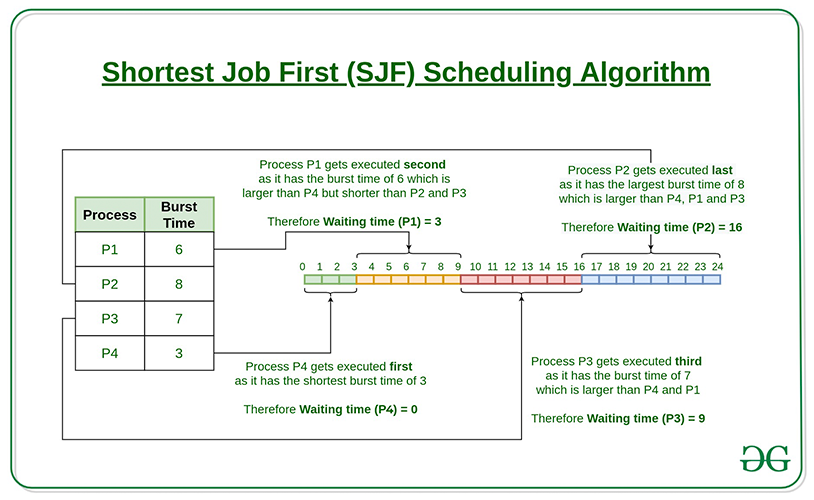 Shortest Job First (SJF) Scheduling Algorithm
Process P1 gets executed second
as it has the burst time of 6 which is
larger than P4 but shorter than P2 and P3
Therefore Waiting time (P1) = 3
Process P2 gets executed last
as it has the largest burst time of 8
which is larger than P4, P1 and P3
Therefore Waiting time (P2) = 16
Process Burst Time
P1 6
P2 8
P3 7
P4 3
0 1 2 3 4 5 6 7 8 9 10 11 12 13 14 15 16 17 18 19 20 21 22 23 24
Process P4 gets executed first
as it has the shortest burst time of 3
Therefore Waiting time (P4) = 0
Process P3 gets executed third
as it has the burst time of 7
which is larger than P4 and P1
Therefore Waiting time (P3) = 9